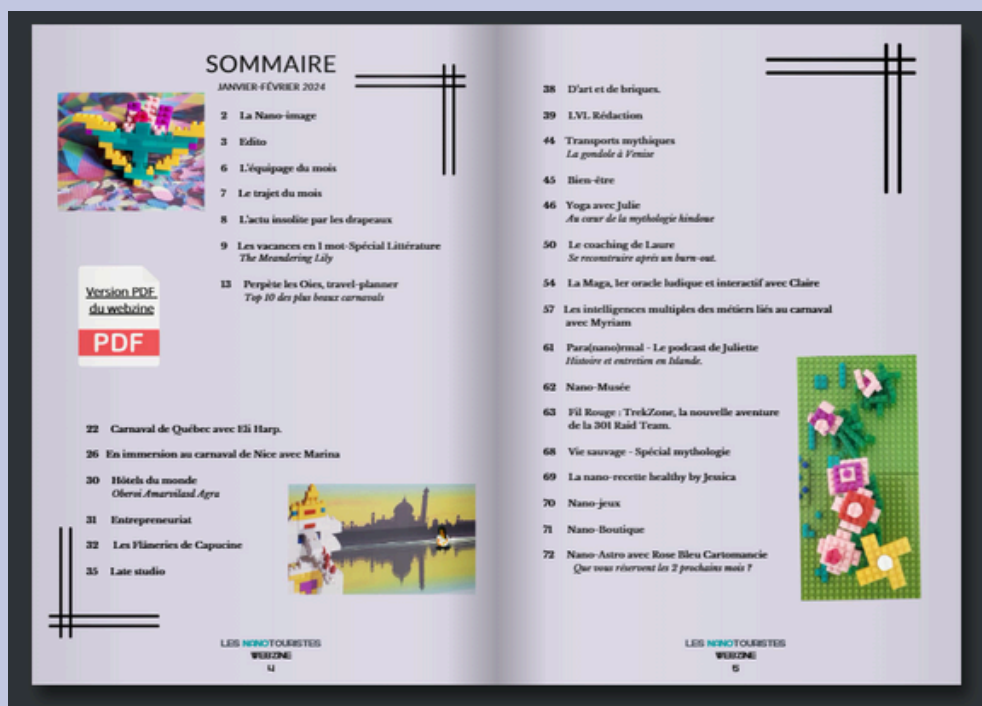 SOMMAIRE
JANVIER-FÉVRIER 2024
2 La Nano-image
3 Edito
6 L'équipage du mois
7 Le trajet du mois
8 L'actu insolite par les drapeaux
9 Les vacances en 1 mot-Spécial Littérature
The Meandering Lily
13 Perpète les Oies, travel-planner
Top 10 des plus beaux carnavals
Version PDF
du webzine
PDF
22 Carnaval de Québec avec Eli Harp.
26 En immersion au carnaval de Nice avec Marina
30 Hôtels du monde
Oberoi Amarvilasd Agra
31 Entrepreneuriat
32 Les Flâneries de Capucine
35 Late studio
LES NANOTOURISTES
WEBZINE
4
38 D'art et de briques.
39 LVL Rédaction
44 Transports mythiques
La gondole à Venise
45 Bien-être
46 Yoga avec Julie
Au cœur de la mythologie hindoue
50 Le coaching de Laure
Se reconstruire après un burn-out.
54 La Maga, 1er oracle ludique et interactif avec Claire
57 Les intelligences multiples des métiers liés au carnaval
avec Myriam
61 Para(nano)rmal - Le podcast de Juliette
Histoire et entretien en Islande.
62 Nano-Musée
63 Fil Rouge : TrekZone, la nouvelle aventure
de la 301 Raid Team.
68 Vie sauvage - Spécial mythologie
69 La nano-recette healthy by Jessica
70 Nano-jeux
71 Nano-Boutique
72 Nano-Astro avec Rose Bleu Cartomancie
Que vous réservent les 2 prochains mois ?
LES NANOTOURISTES
WEBZINE
5